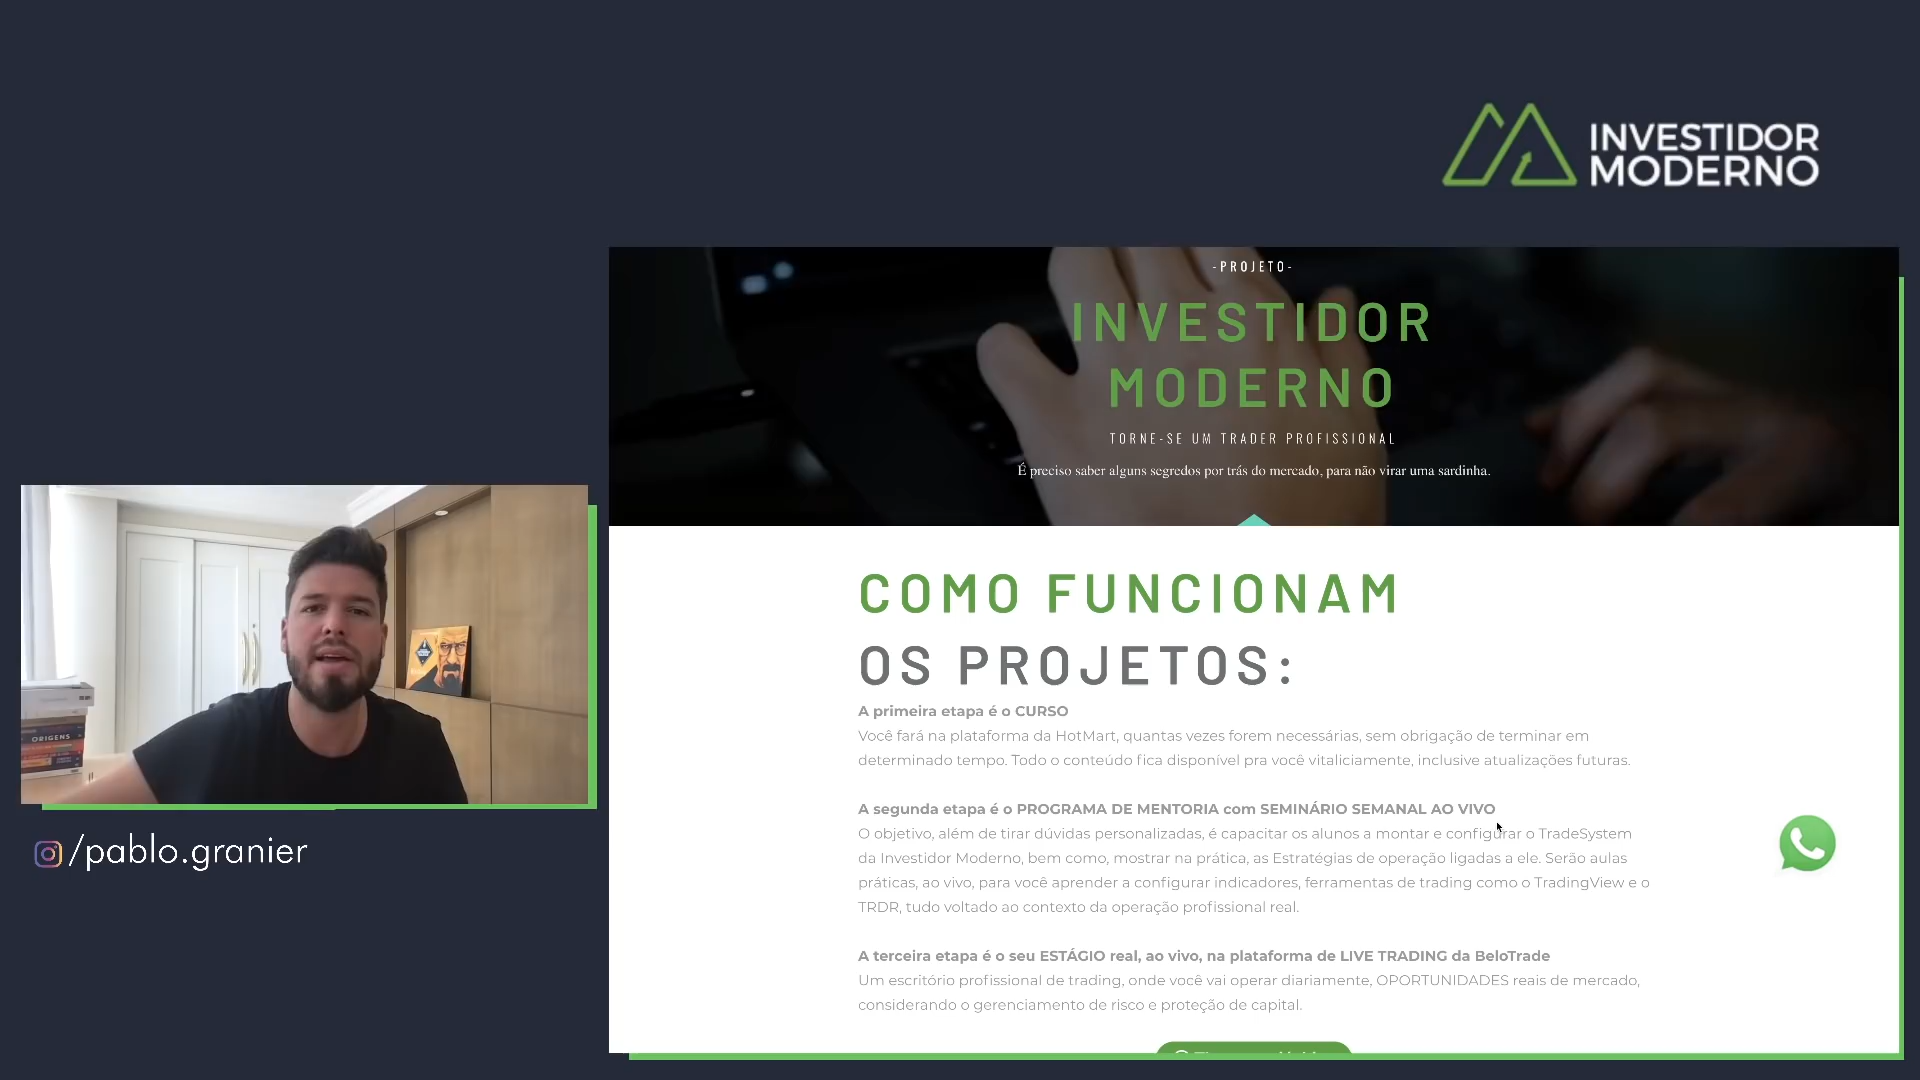 INVESTIDOR
MODERNO
-PROJETO-
INVESTIDOR
MODERNO
TORNE-SE UM TRADER PROFISSIONAL
É preciso saber alguns segredos por trás do mercado, para não virar uma sardinha.
COMO FUNCIONAM
OS PROJETOS:
A primeira etapa é o CURSO
Você fará na plataforma da HotMart, quantas vezes forem necessárias, sem obrigação de terminar em
determinado tempo. Todo o conteúdo fica disponível pra você vitaliciamente, inclusive atualizações futuras.
A segunda etapa é o PROGRAMA DE MENTORIA com SEMINÁRIO SEMANAL AO VIVO
O objetivo, além de tirar dúvidas personalizadas, é capacitar os alunos a montar e configurar o TradeSystem
da Investidor Moderno, bem como, mostrar na prática, as Estratégias de operação ligadas a ele. Serão aulas
práticas, ao vivo, para você aprender a configurar indicadores, ferramentas de trading como o TradingView e o
TRDR, tudo voltado ao contexto da operação profissional real.
A terceira etapa é o seu ESTÁGIO real, ao vivo, na plataforma de LIVE TRADING da BeloTrade
Um escritório profissional de trading, onde você vai operar diariamente, OPORTUNIDADES reais de mercado,
considerando o gerenciamento de risco e proteção de capital.
ORIGENS
/pablo.granier